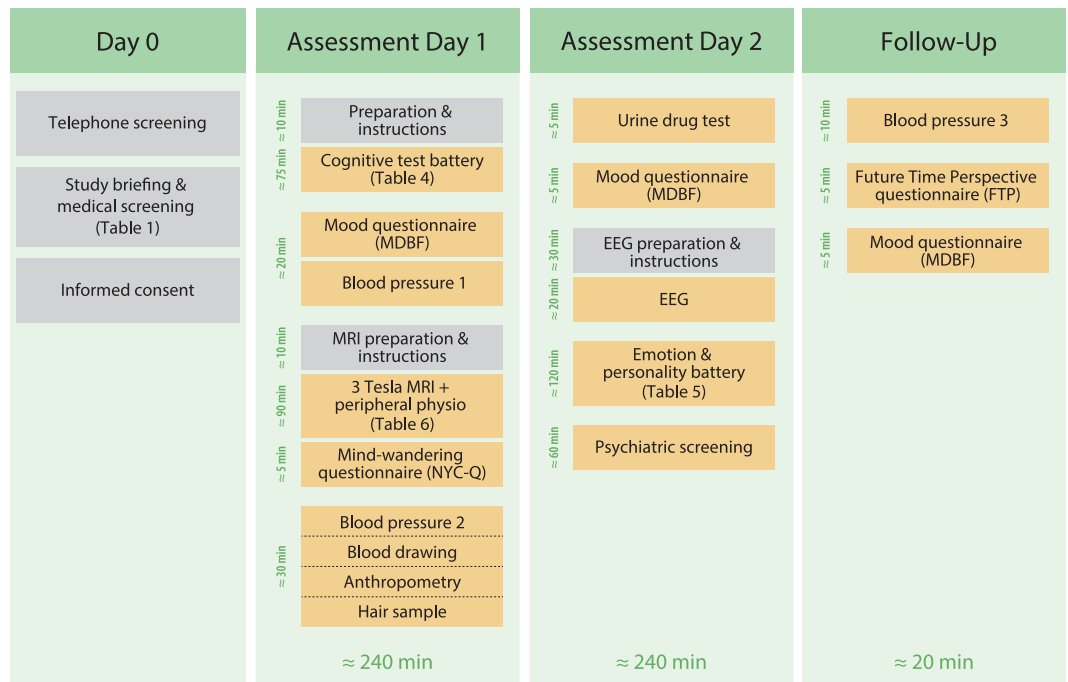 Day 0
Telephone screening
Study briefing &
medical screening
(Table 1)
Informed consent
Assessment Day 1
≈ 10 min
Preparation &
instructions
≈ 75 min
Cognitive test battery
(Table 4)
≈ 20 min
Mood questionnaire
(MDBF)
Blood pressure 1
≈ 10 min
MRI preparation &
instructions
≈ 90 min
3 Tesla MRI +
peripheral physio
(Table 6)
≈ 5 min
Mind-wandering
questionnaire (NYC-Q)
≈ 30 min
Blood pressure 2
Blood drawing
Anthropometry
Hair sample
≈ 240 min
Assessment Day 2
≈ 5 min
Urine drug test
≈ 5 min
Mood questionnaire
(MDBF)
≈ 30 min
EEG preparation &
instructions
≈ 20 min
EEG
≈ 120 min
Emotion &
personality battery
(Table 5)
≈ 60 min
Psychiatric screening
≈ 240 min
Follow-Up
≈ 10 min
Blood pressure 3
≈ 5 min
Future Time Perspective
questionnaire (FTP)
≈ 5 min
Mood questionnaire
(MDBF)
≈ 20 min